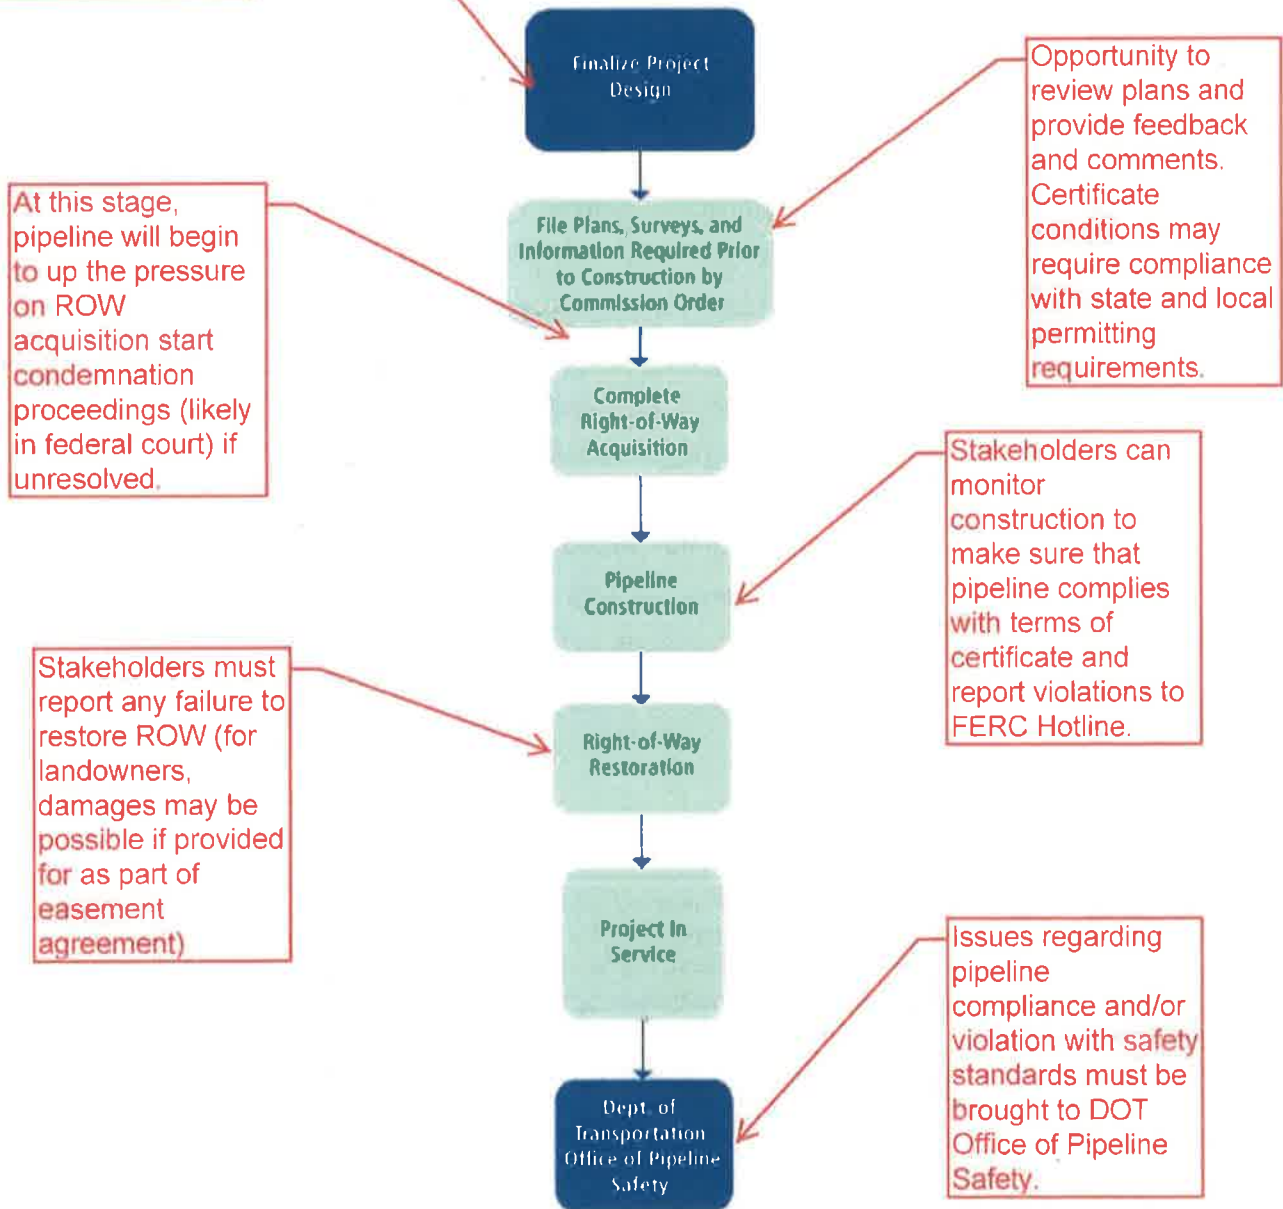 Finalize Project
Design
Opportunity to
review plans and
provide feedback
and comments.
Certificate
conditions may
require compliance
with state and local
permitting
requirements.
File Plans, Surveys, and
Information Required Prior
to Construction by
Commission Order
At this stage,
pipeline will begin
to up the pressure
on ROW
acquisition start
condemnation
proceedings (likely
in federal court) if
unresolved.
Complete
Right-of-Way
Acquisition
Stakeholders can
monitor
construction to
make sure that
pipeline complies
with terms of
certificate and
report violations to
FERC Hotline.
Pipeline
Construction
Stakeholders must
report any failure to
restore ROW (for
landowners,
damages may be
possible if provided
for as part of
easement
agreement)
Right-of-Way
Restoration
Project In
Service
Issues regarding
pipeline
compliance and/or
violation with safety
standards must be
brought to DOT
Office of Pipeline
Safety.
Dept. of
Transportation
Office of Pipeline
Safety